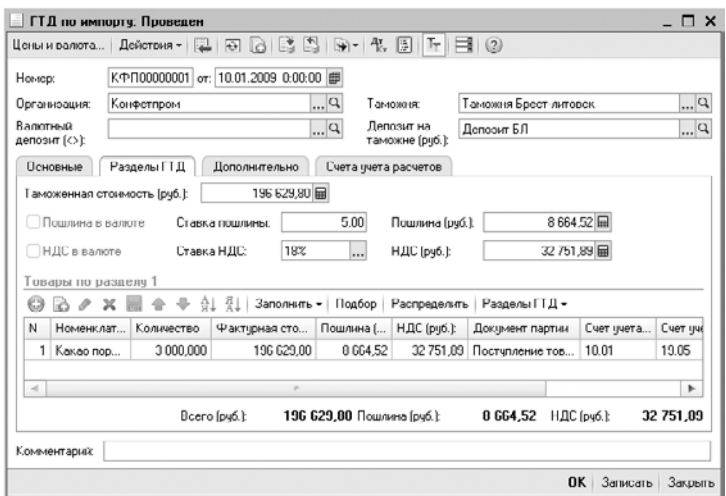 ГТД по импорту: Проведен
Цены и валюта... Действия
Номер: КФП00000001 от: 10.01.2009 0:00:00
Организация: Конфетпром ... Таможня: Таможня Брест литовск ...
Валютный депозит (<>): ... Депозит на таможне (руб.): Депозит БЛ ...
Основные Разделы ГТД Дополнительно Счета учета расчетов
Таможенная стоимость (руб.): 196 629,80
Пошлина в валюте Ставка пошлины: 5.00 Пошлина (руб.): 8 664.52
НДС в валюте Ставка НДС: 18% ... НДС (руб.): 32 751,89
Товары по разделу 1
Заполнить Подбор Распределить Разделы ГТД
N Номенклат... Количество Фактурная сто... Пошлина (... НДС (руб.): Документ партии Счет учета... Счет уче
1 Какао пор... 3 000,000 196 629,80 8 664,52 32 751,89 Поступление тов... 10.01 19.05
Всего (руб.): 196 629,80 Пошлина (руб.): 8 664,52 НДС (руб.): 32 751,89
Комментарий:
OK Записать Закрыть